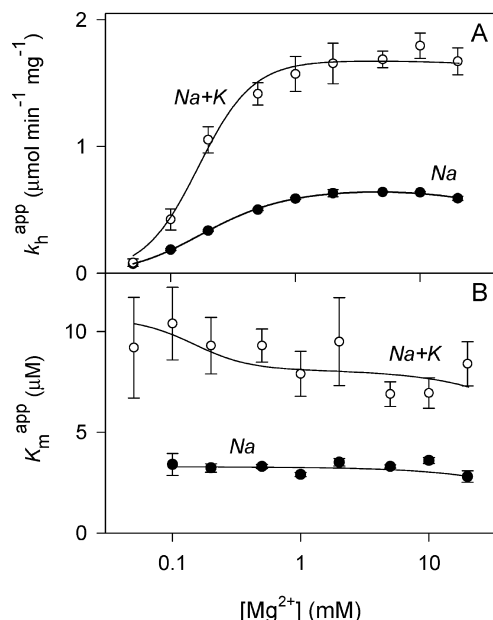 A
2
1
0
k_h^app (μmol min⁻¹ mg⁻¹)
Na+K
Na
B
10
5
0
K_m^app (μM)
Na+K
Na
0.1 1 10
[Mg²⁺] (mM)